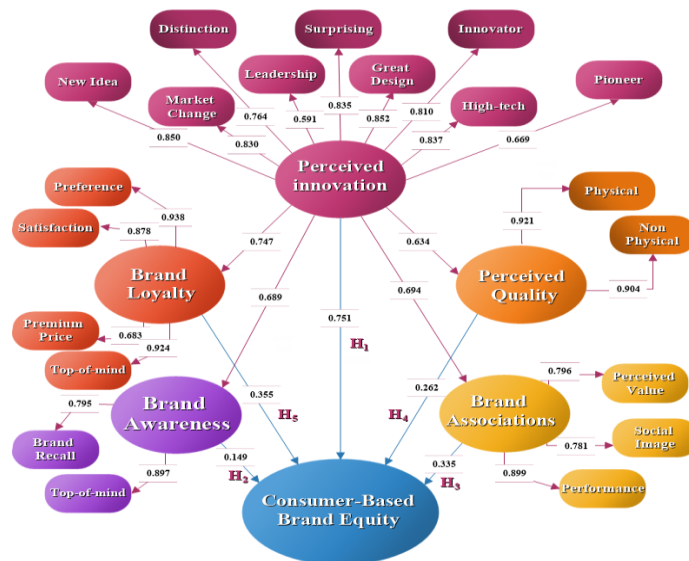 Distinction
Surprising
Innovator
New Idea
Leadership
Great
Design
Pioneer
Market
Change
High-tech
0.764
0.591
0.835
0.852
0.810
0.850
0.830
0.837
0.669
Perceived
innovation
Preference
Satisfaction
0.938
0.878
0.747
0.634
0.921
Physical
Non
Physical
0.904
Brand
Loyalty
Perceived
Quality
0.689
0.694
Premium
Price
0.683
0.924
Top-of-mind
0.751
H1
0.355
H5
0.262
H4
Brand
Awareness
0.795
Brand
Recall
0.897
Top-of-mind
0.149
H2
Brand
Associations
0.796
Perceived
Value
0.781
Social
Image
0.899
Performance
0.335
H3
Consumer-Based
Brand Equity